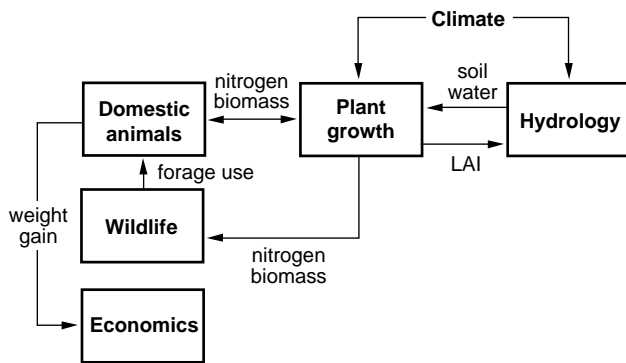 Climate
nitrogen
biomass
soil
water
Domestic
animals
Plant
growth
Hydrology
LAI
forage use
weight
gain
Wildlife
nitrogen
biomass
Economics